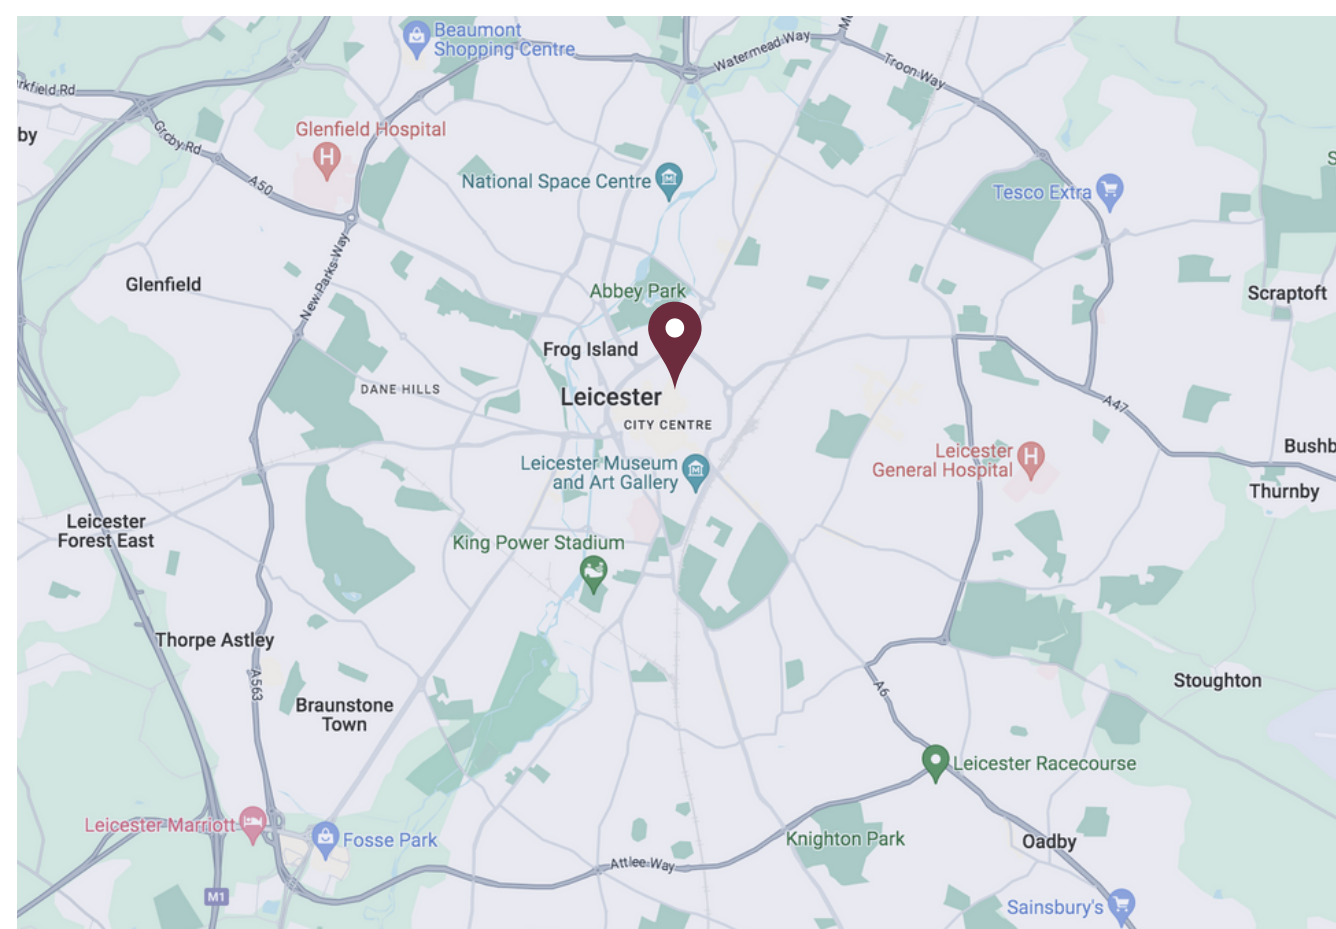 Beaumont
Shopping Centre
Watermead Way
Troon Way
Groby Rd
by
Glenfield Hospital
A50
National Space Centre
Tesco Extra
New Parks Way
Glenfield
Abbey Park
Scraptoft
Frog Island
DANE HILLS
Leicester
CITY CENTRE
A47
Leicester
General Hospital
Leicester Museum
and Art Gallery
Thurnby
Leicester
Forest East
King Power Stadium
Thorpe Astley
A563
Stoughton
A6
Braunstone
Town
Leicester Racecourse
Leicester Marriott
Fosse Park
Knighton Park
Oadby
Attlee Way
M1
Sainsbury's